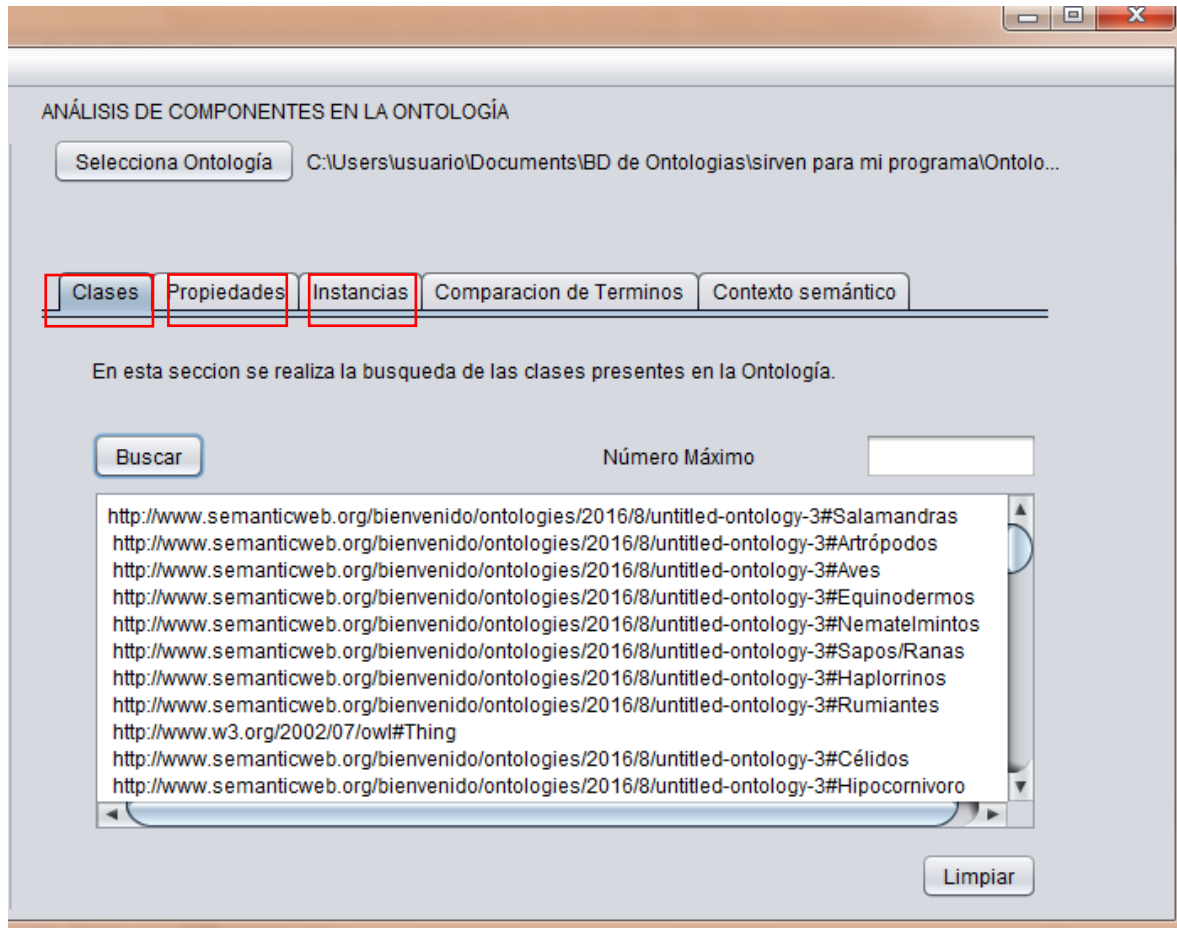 ANÁLISIS DE COMPONENTES EN LA ONTOLOGÍA
Selecciona Ontología C:\Users\usuario\Documents\BD de Ontologias\sirven para mi programa\Ontolo...
Clases Propiedades Instancias Comparacion de Terminos Contexto semántico
En esta seccion se realiza la busqueda de las clases presentes en la Ontología.
Buscar Número Máximo
http://www.semanticweb.org/bienvenido/ontologies/2016/8/untitled-ontology-3#Salamandras
http://www.semanticweb.org/bienvenido/ontologies/2016/8/untitled-ontology-3#Artrópodos
http://www.semanticweb.org/bienvenido/ontologies/2016/8/untitled-ontology-3#Aves
http://www.semanticweb.org/bienvenido/ontologies/2016/8/untitled-ontology-3#Equinodermos
http://www.semanticweb.org/bienvenido/ontologies/2016/8/untitled-ontology-3#Nematelmintos
http://www.semanticweb.org/bienvenido/ontologies/2016/8/untitled-ontology-3#Sapos/Ranas
http://www.semanticweb.org/bienvenido/ontologies/2016/8/untitled-ontology-3#Haplorrinos
http://www.semanticweb.org/bienvenido/ontologies/2016/8/untitled-ontology-3#Rumiantes
http://www.w3.org/2002/07/owl#Thing
http://www.semanticweb.org/bienvenido/ontologies/2016/8/untitled-ontology-3#Célidos
http://www.semanticweb.org/bienvenido/ontologies/2016/8/untitled-ontology-3#Hipocornivoro
Limpiar